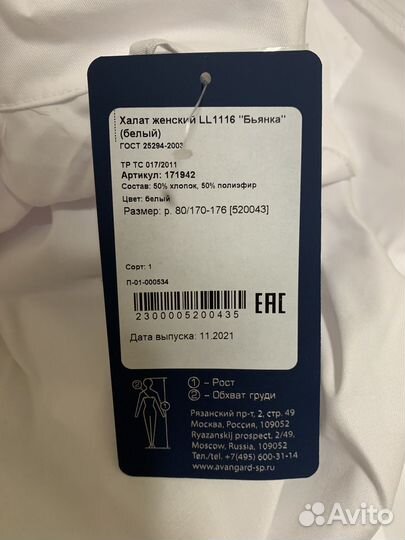 Халат женский LL1116 "Бьянка"
(белый)
ГОСТ 25294-2003
ТР ТС 017/2011
Артикул: 171942
Состав: 50% хлопок, 50% полиэфир
Цвет: белый
Размер: р. 80/170-176 [520043]
Сорт: 1
П-01-000534
2300005200435
EAC
Дата выпуска: 11.2021
② ①
① – Рост
② – Обхват груди
Рязанский пр-т, 2, стр. 49
Москва, Россия, 109052
Ryazanskij prospect, 2/49,
Moscow, Russia, 109052
Tel./т. +7(495) 600-31-14
www.avangard-sp.ru
Avito